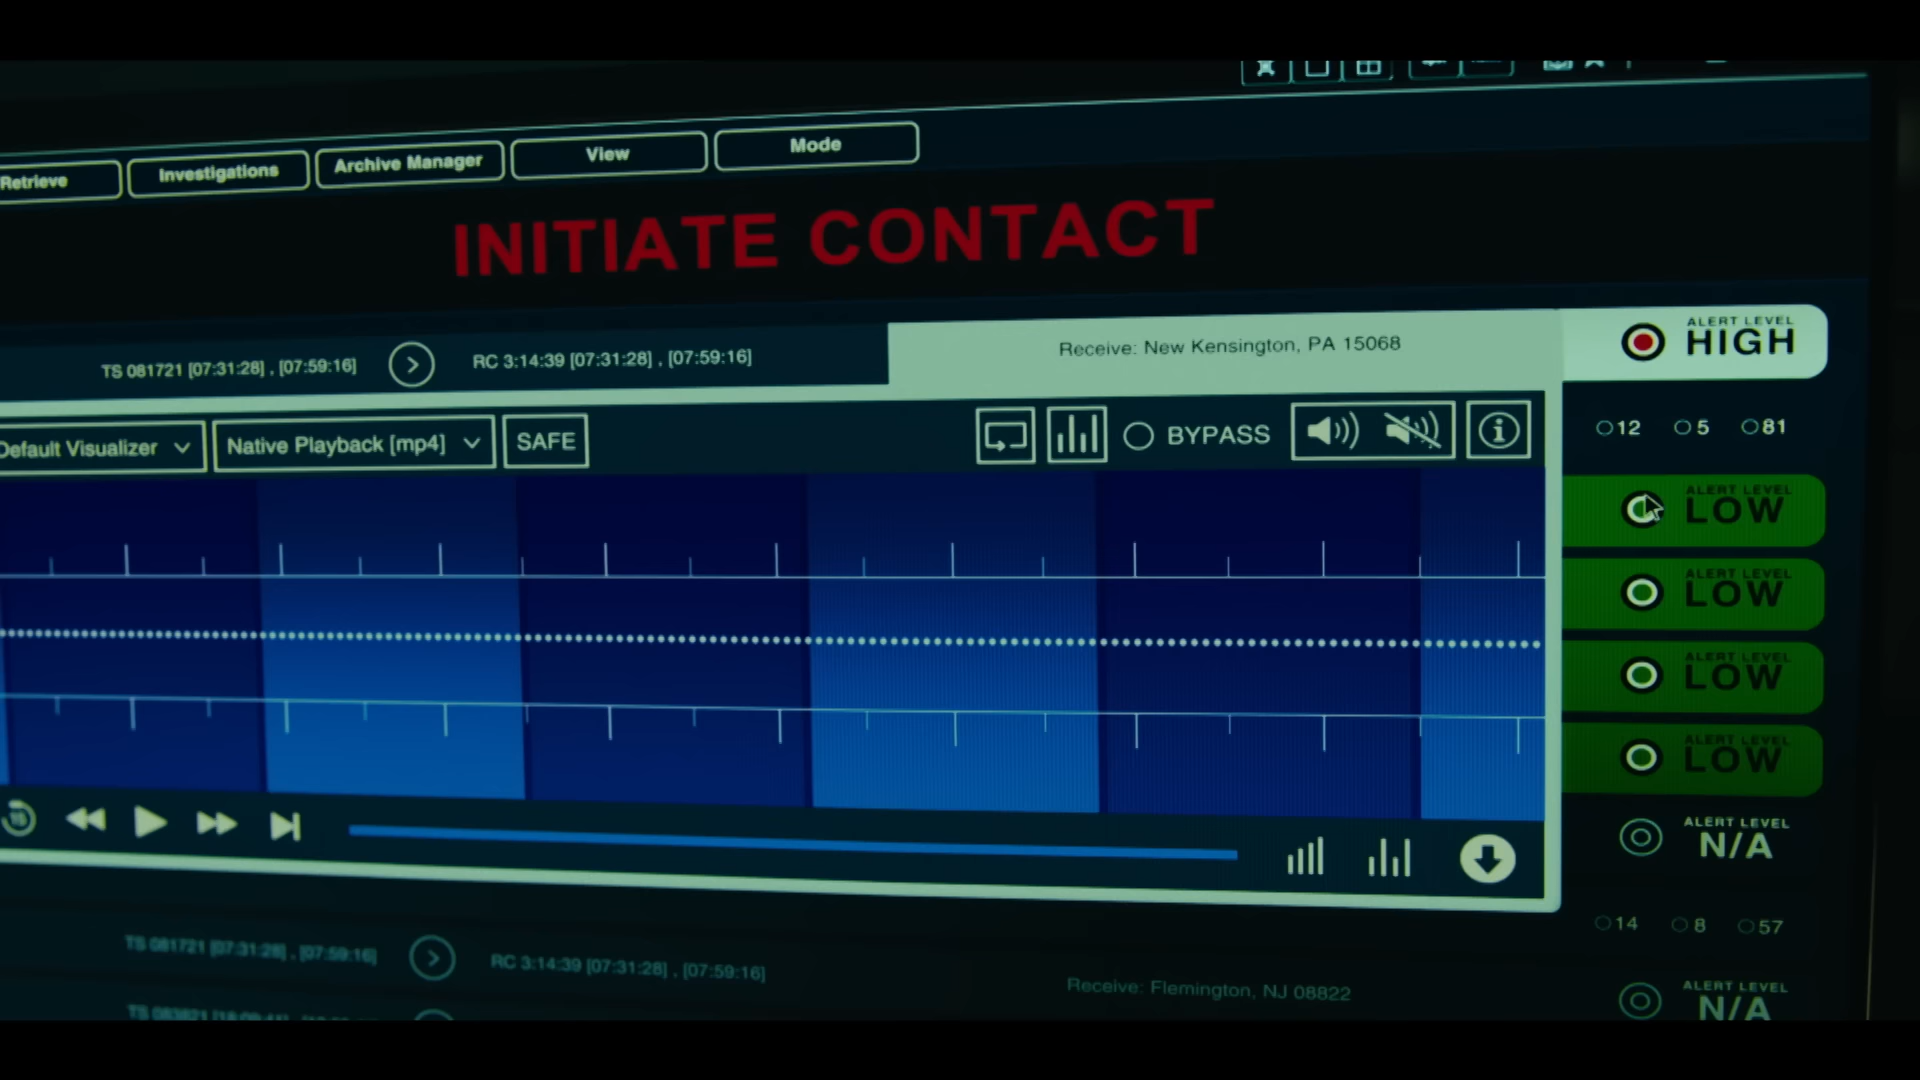 Retrieve
Investigations
Archive Manager
View
Mode
INITIATE CONTACT
TS 081721 [07:31:28] , [07:59:16]
RC 3:14:39 [07:31:28] , [07:59:16]
Receive: New Kensington, PA 15068
ALERT LEVEL
HIGH
Default Visualizer
Native Playback [mp4]
SAFE
BYPASS
12 5 81
ALERT LEVEL
LOW
ALERT LEVEL
LOW
ALERT LEVEL
LOW
ALERT LEVEL
LOW
15
ALERT LEVEL
N/A
14 8 57
TS 081721 [07:31:28] , [07:59:16]
RC 3:14:39 [07:31:28] , [07:59:16]
Receive: Flemington, NJ 08822
ALERT LEVEL
N/A